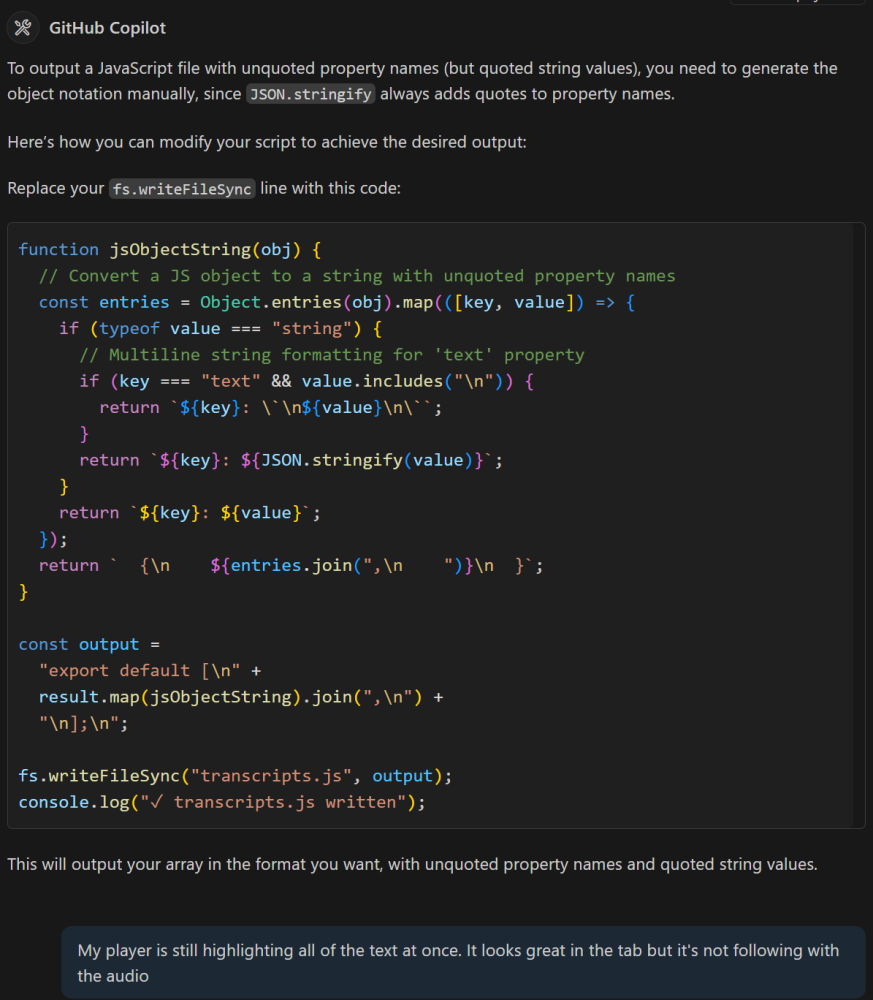 GitHub Copilot
To output a JavaScript file with unquoted property names (but quoted string values), you need to generate the
object notation manually, since JSON.stringify always adds quotes to property names.
Here's how you can modify your script to achieve the desired output:
Replace your fs.writeFileSync line with this code:
function jsObjectString(obj) {
  // Convert a JS object to a string with unquoted property names
  const entries = Object.entries(obj).map(([key, value]) => {
    if (typeof value === "string") {
      // Multiline string formatting for 'text' property
      if (key === "text" && value.includes("\n")) {
        return `${key}: \`\n${value}\n\``;
      }
      return `${key}: ${JSON.stringify(value)}`;
    }
    return `${key}: ${value}`;
  });
  return `  {\n    ${entries.join(",\n    ")}\n  }`;
}
const output =
  "export default [\n" +
  result.map(jsObjectString).join(",\n") +
  "\n];\n";
fs.writeFileSync("transcripts.js", output);
console.log("✓ transcripts.js written");
This will output your array in the format you want, with unquoted property names and quoted string values.
My player is still highlighting all of the text at once. It looks great in the tab but it's not following with
the audio